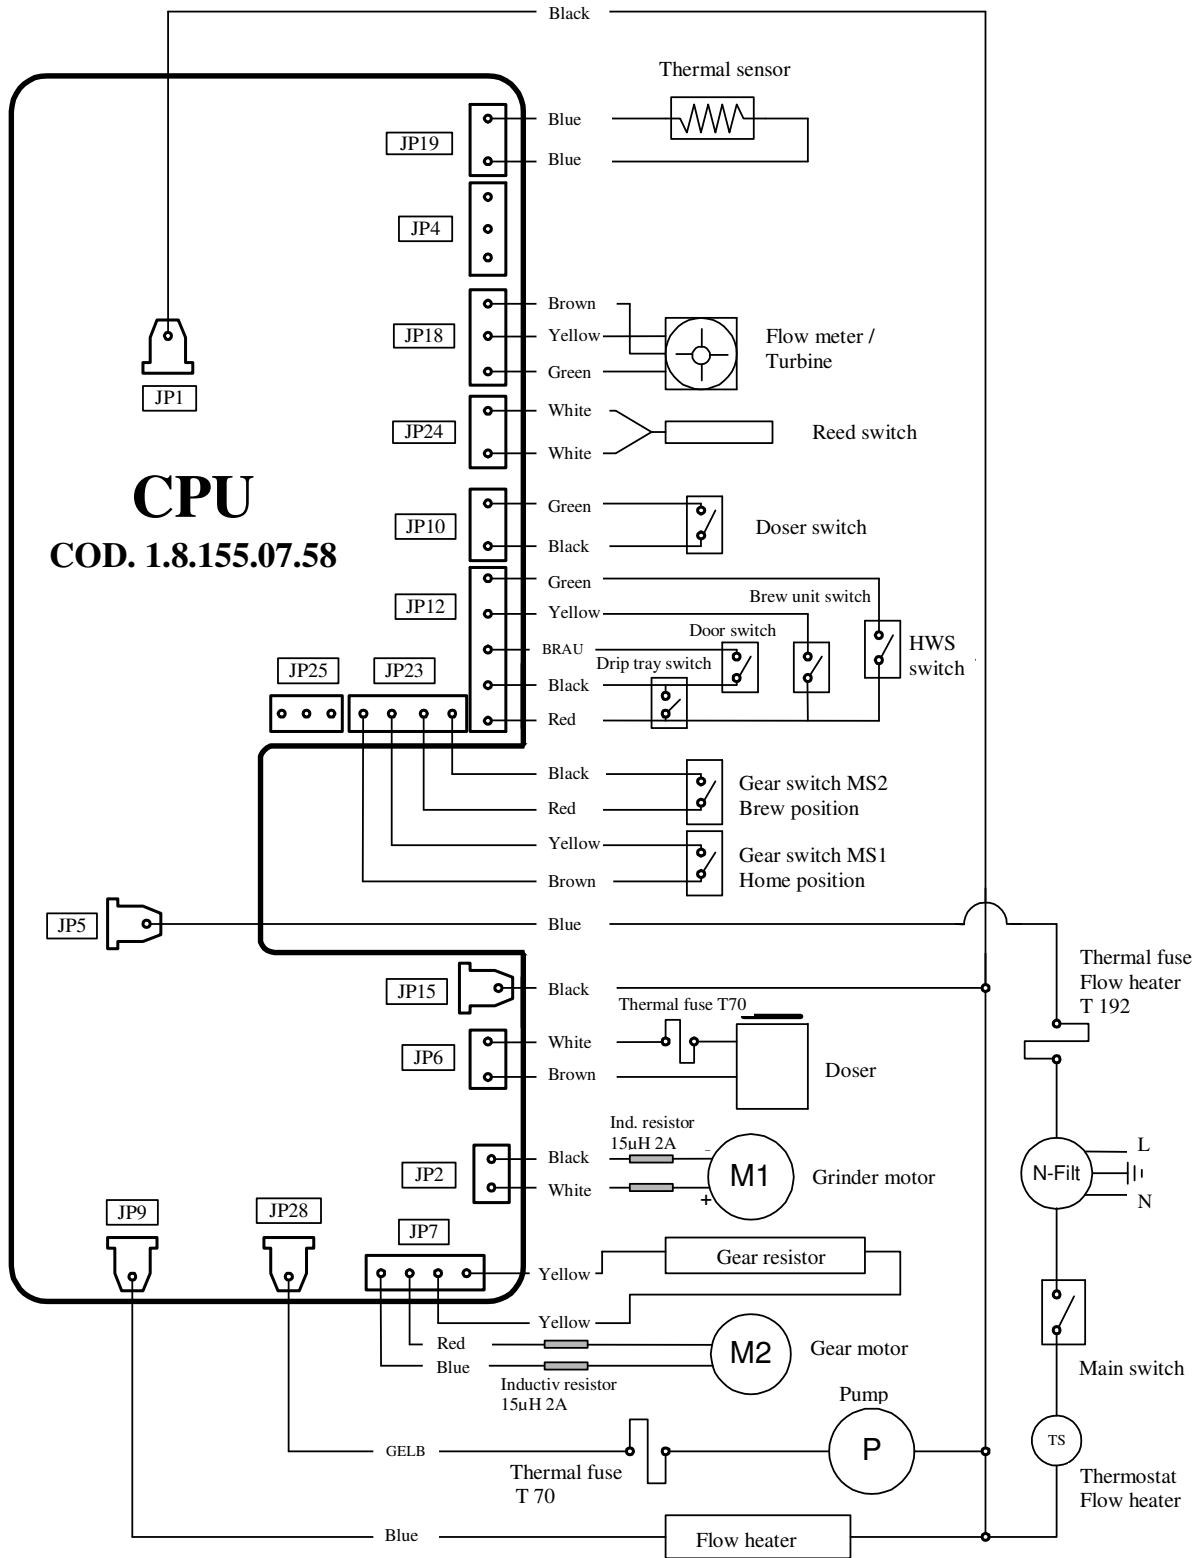 Black
Thermal sensor
JP19
Blue
Blue
JP4
JP18
Brown
Yellow
Green
Flow meter /
Turbine
JP1
JP24
White
White
Reed switch
CPU
COD. 1.8.155.07.58
JP10
Green
Black
Doser switch
JP12
Green
Yellow
BRAU
Black
Red
Brew unit switch
Door switch
Drip tray switch
HWS
switch
JP25
JP23
Black
Red
Gear switch MS2
Brew position
Yellow
Brown
Gear switch MS1
Home position
JP5
Blue
Thermal fuse
Flow heater
T 192
JP15
Black
Thermal fuse T70
JP6
White
Brown
Doser
Ind. resistor
15µH 2A
JP2
Black
White
-
+
M1
Grinder motor
N-Filt
L
N
JP9
JP28
JP7
Yellow
Gear resistor
Yellow
Red
Blue
Inductiv resistor
15µH 2A
M2
Gear motor
Main switch
Pump
GELB
P
Thermal fuse
T 70
TS
Thermostat
Flow heater
Blue
Flow heater